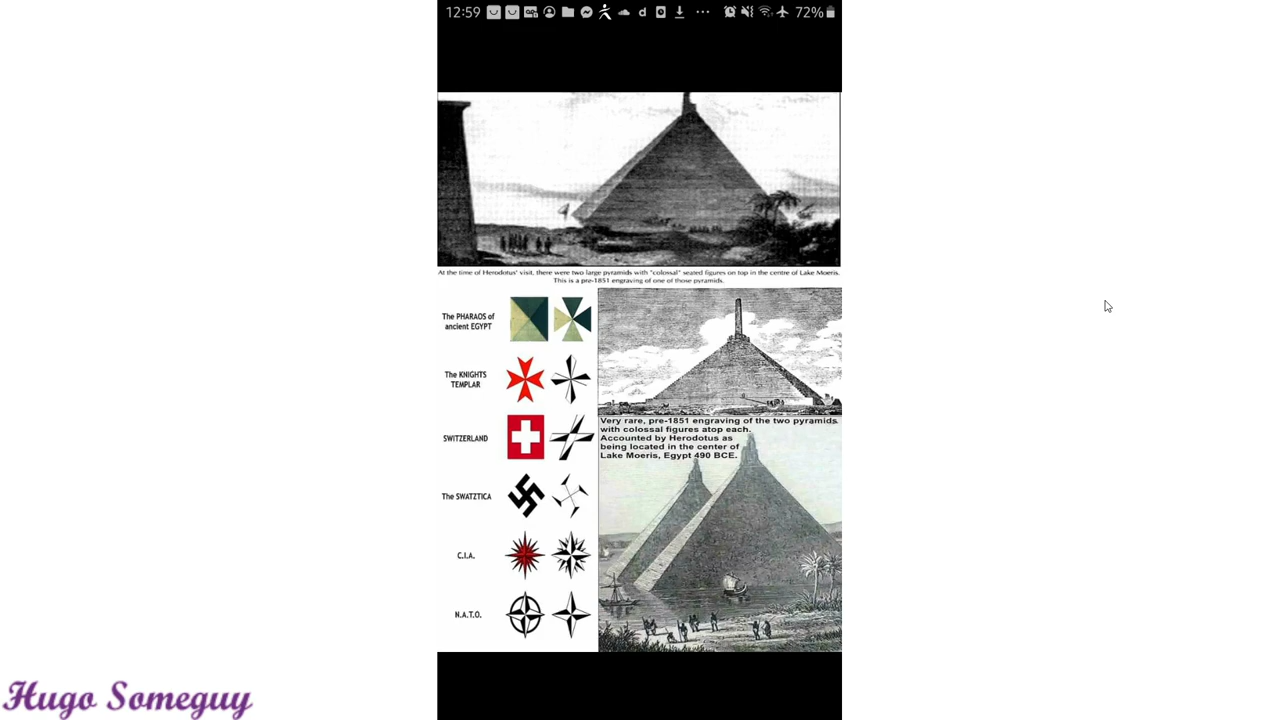 12:59
72%
At the time of Herodotus' visit, there were two large pyramids with "colossal" seated figures on top in the centre of Lake Moeris.
This is a pre-1851 engraving of one of those pyramids.
The PHARAOS of
ancient EGYPT
The KNIGHTS
TEMPLAR
SWITZERLAND
The SWATZTICA
C.I.A.
N.A.T.O.
Very rare, pre-1851 engraving of the two pyramids
with colossal figures atop each.
Accounted by Herodotus as
being located in the center of
Lake Moeris, Egypt 490 BCE.
Hugo Someguy